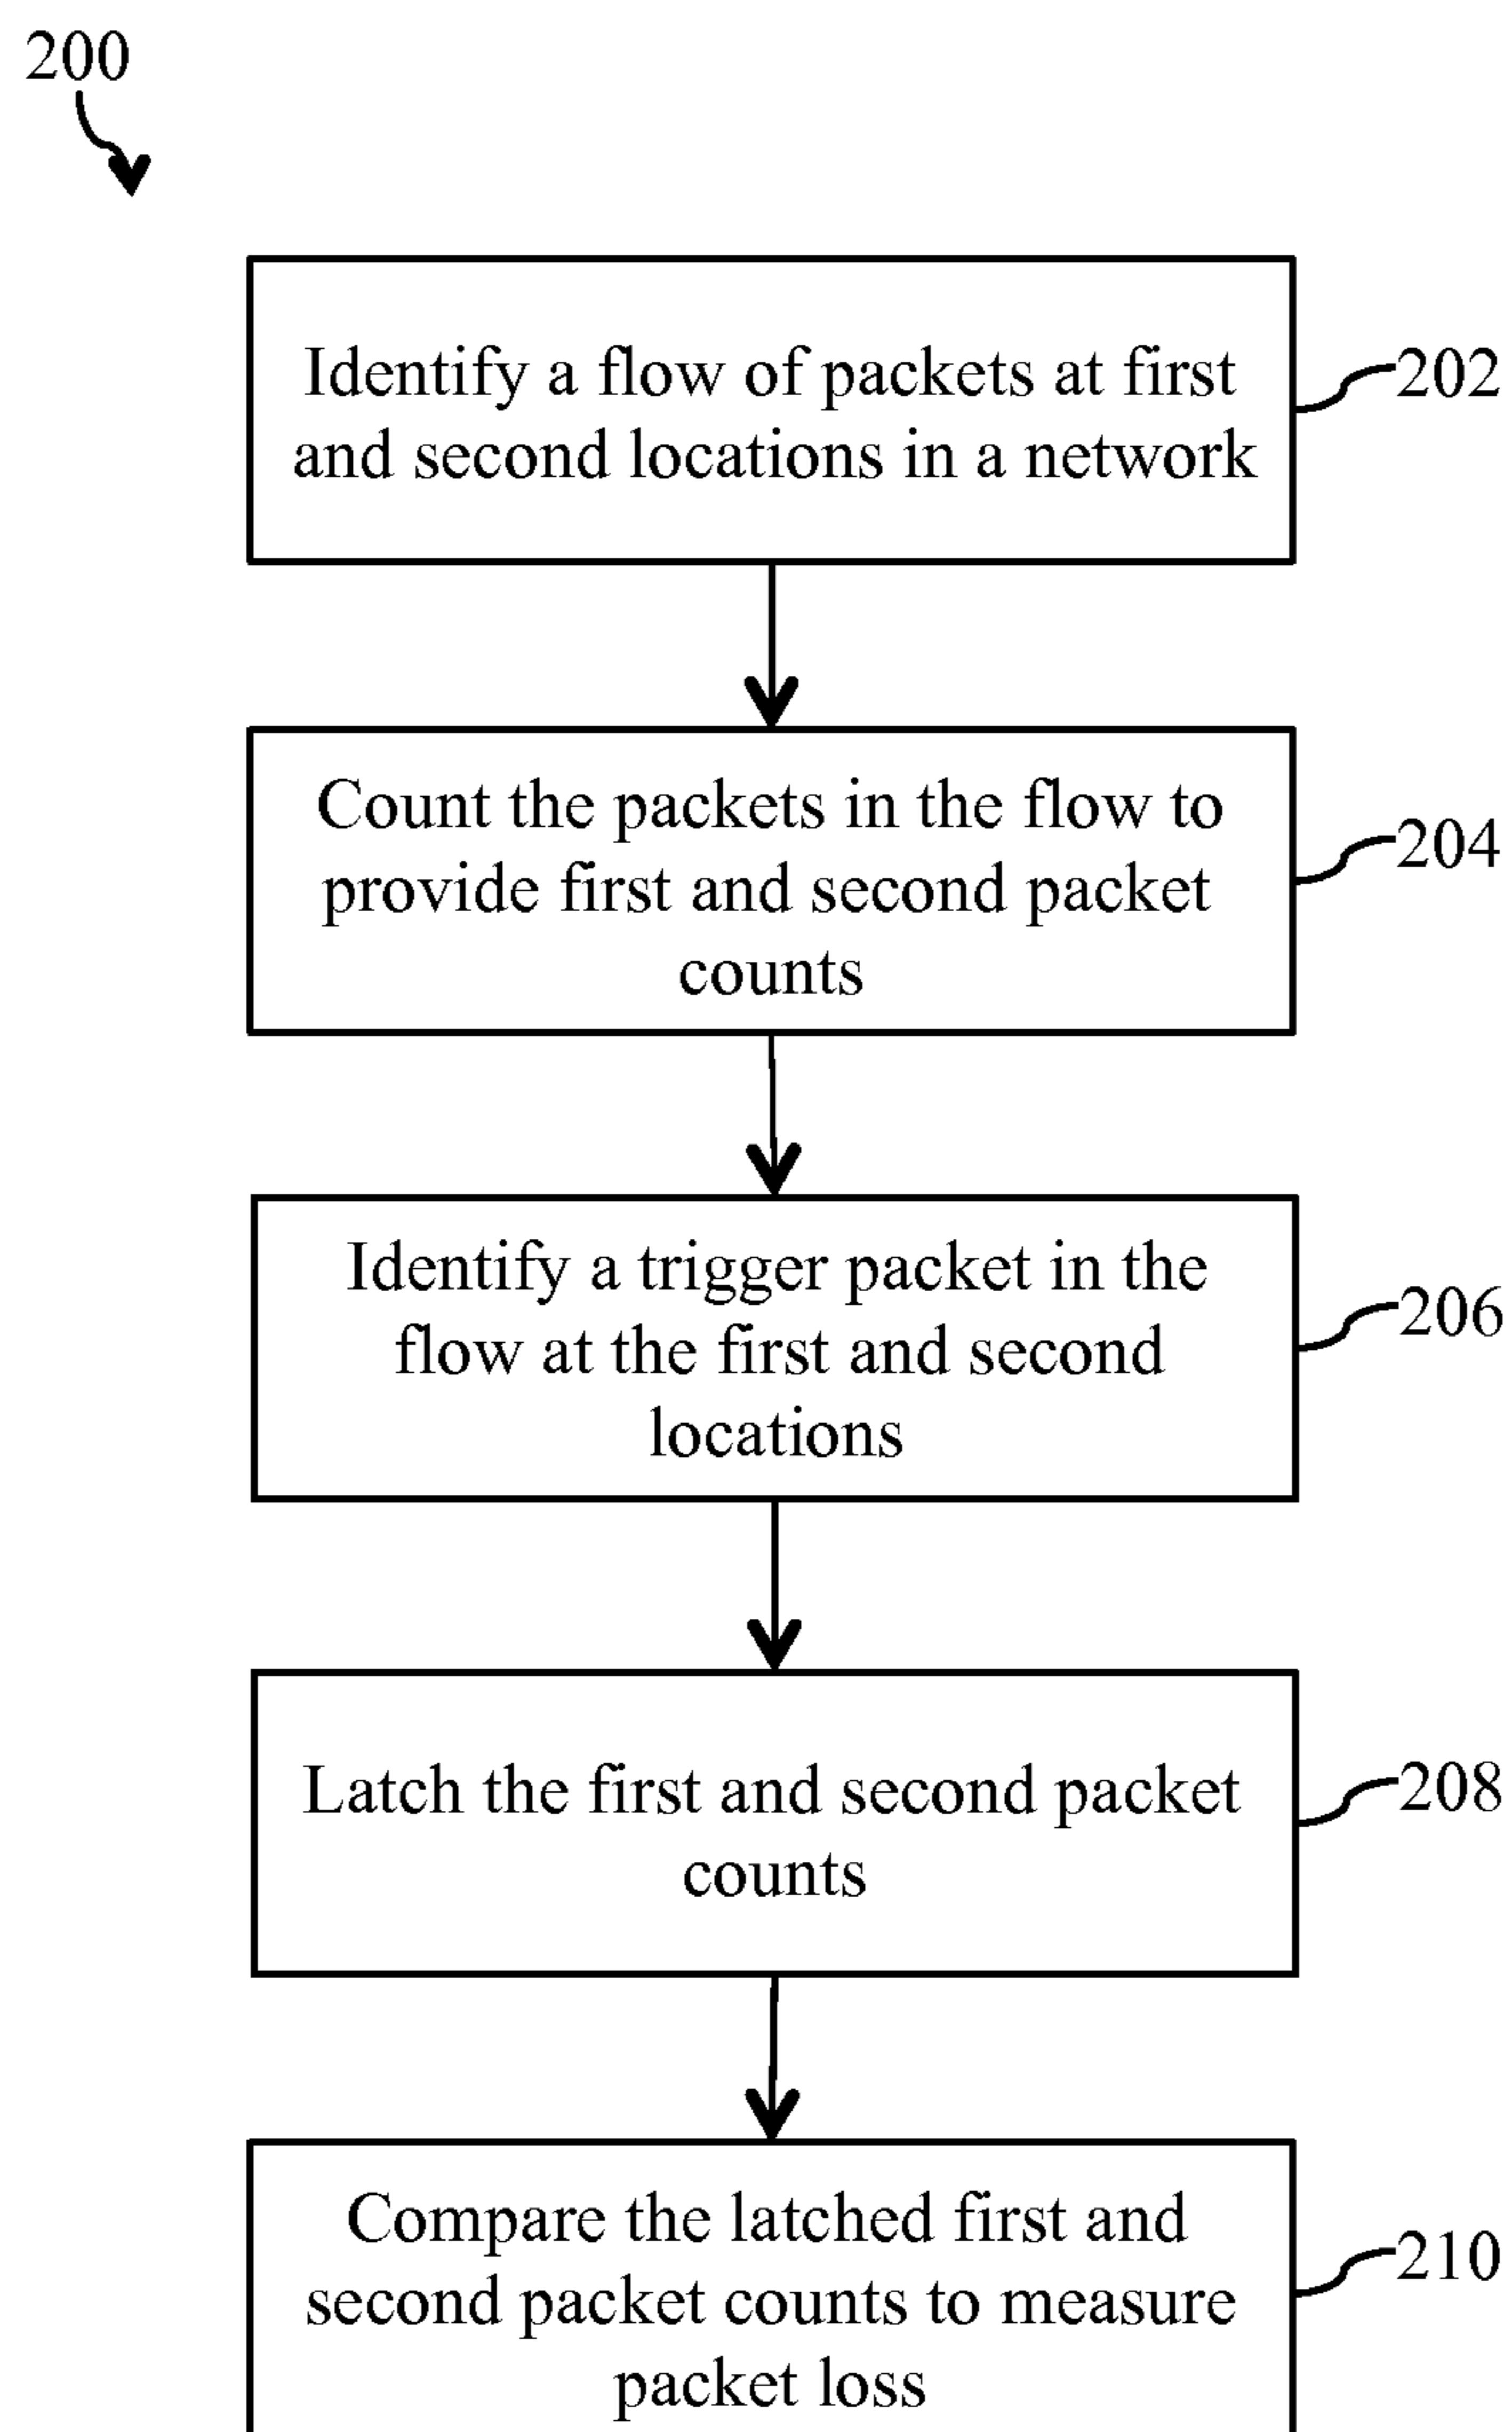 200
Identify a flow of packets at first
and second locations in a network
202
Count the packets in the flow to
provide first and second packet
counts
204
Identify a trigger packet in the
flow at the first and second
locations
206
Latch the first and second packet
counts
208
Compare the latched first and
second packet counts to measure
packet loss
210